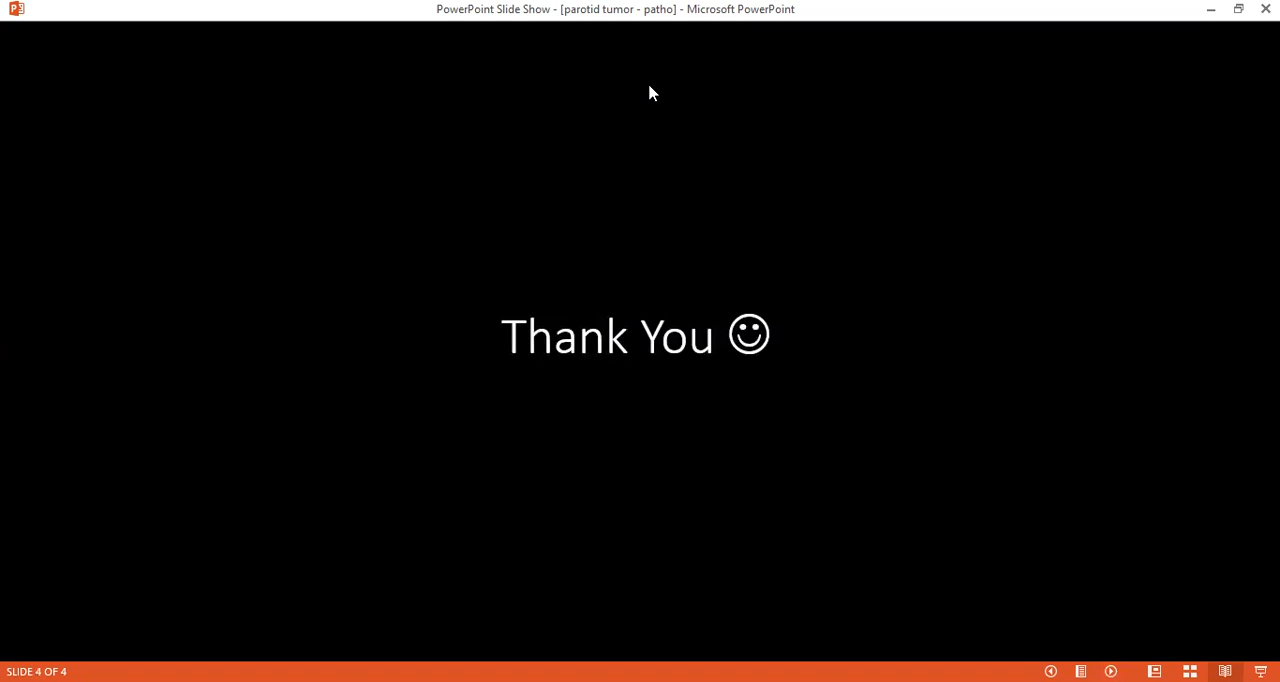 PowerPoint Slide Show - [parotid tumor - patho] - Microsoft PowerPoint
Thank You ☺
SLIDE 4 OF 4